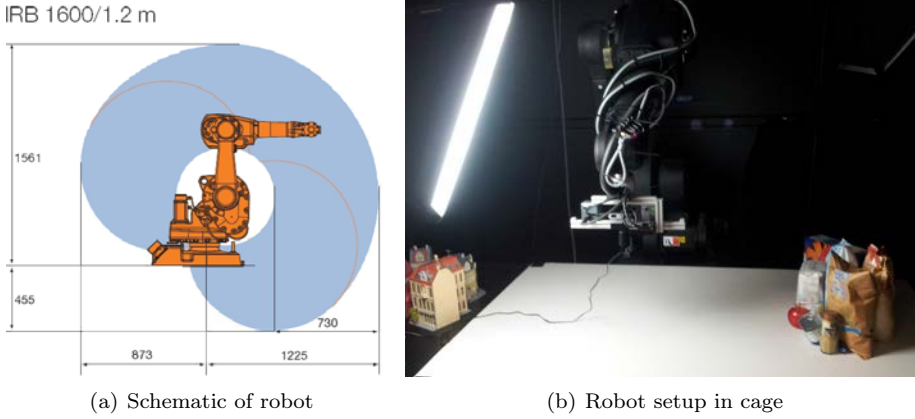 IRB 1600/1.2 m
1561
455
730
873
1225
(a) Schematic of robot
(b) Robot setup in cage